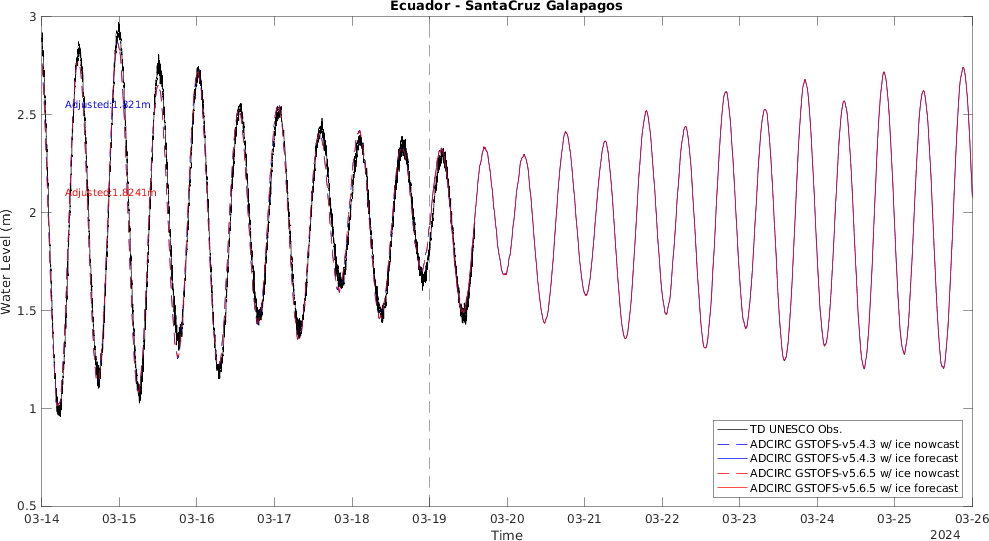 Ecuador - SantaCruz Galapagos
3
2.5
2
1.5
1
0.5
Water Level (m)
Adjusted:1.821m
Adjusted:1.8241m
TD UNESCO Obs.
ADCIRC GSTOFS-v5.4.3 w/ ice nowcast
ADCIRC GSTOFS-v5.4.3 w/ ice forecast
ADCIRC GSTOFS-v5.6.5 w/ ice nowcast
ADCIRC GSTOFS-v5.6.5 w/ ice forecast
03-14 03-15 03-16 03-17 03-18 03-19 03-20 03-21 03-22 03-23 03-24 03-25 03-26
Time
2024